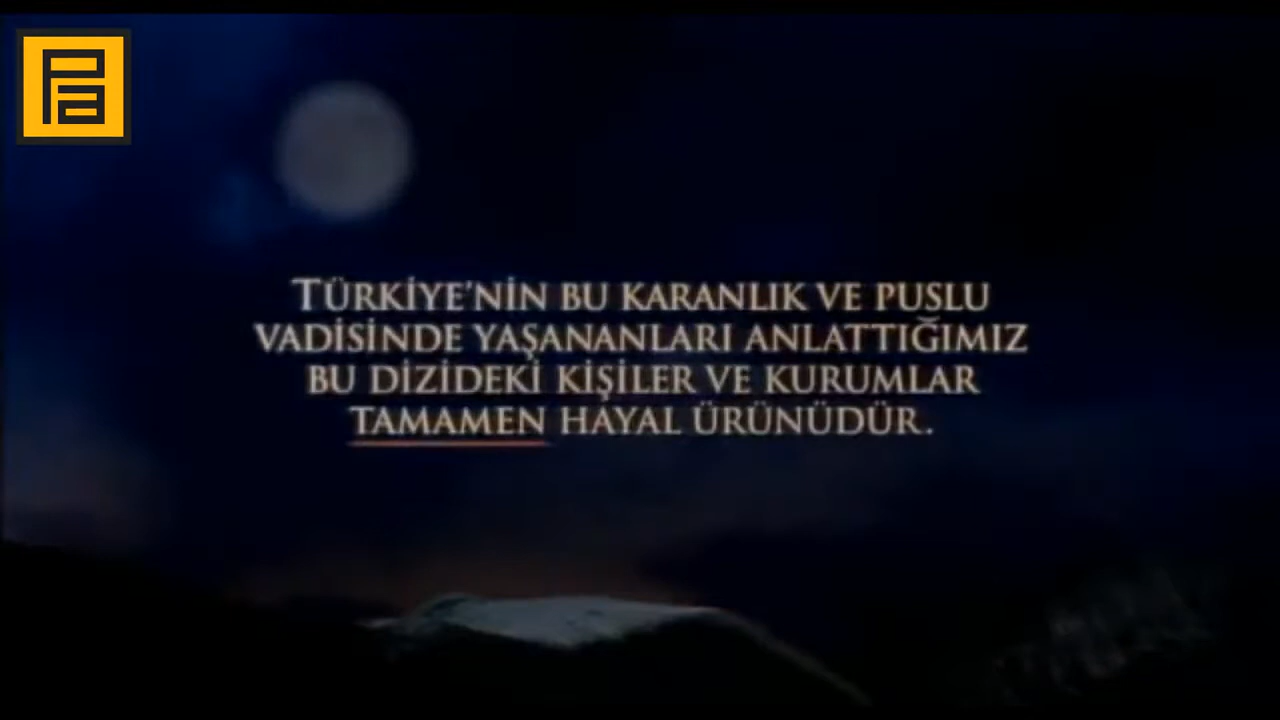 Pa
TÜRKİYE'NİN BU KARANLIK VE PUSLU
VADİSİNDE YAŞANANLARI ANLATTIĞIMIZ
BU DİZİDEKİ KİŞİLER VE KURUMLAR
TAMAMEN HAYAL ÜRÜNÜDÜR.